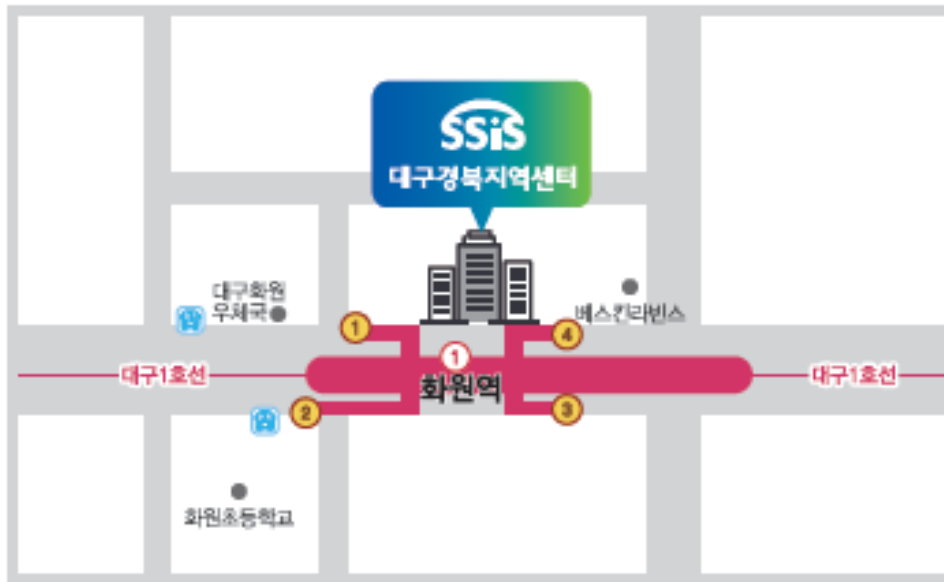 SSiS
대구경북지역센터
대구화원
우체국
베스킨라빈스
1
4
1
대구1호선
화원역
대구1호선
2
3
화원초등학교